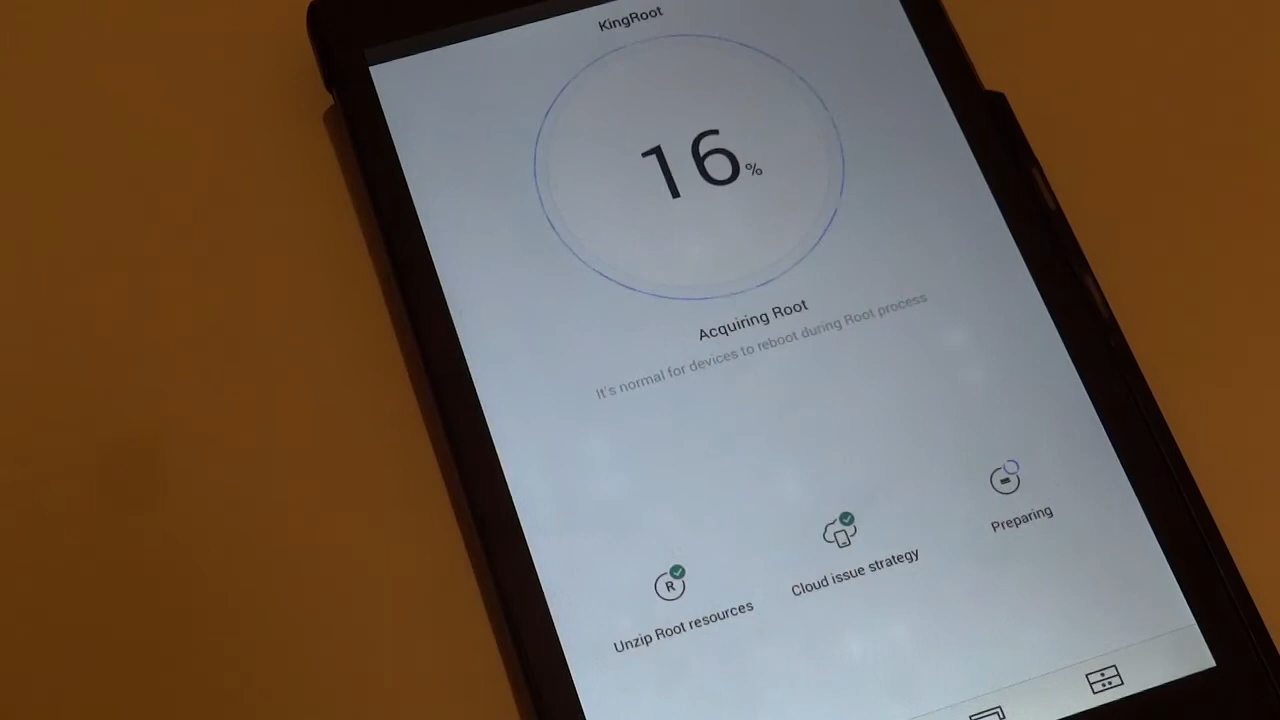 KingRoot
16%
Acquiring Root
It's normal for devices to reboot during Root process
Preparing
Cloud issue strategy
Unzip Root resources
R